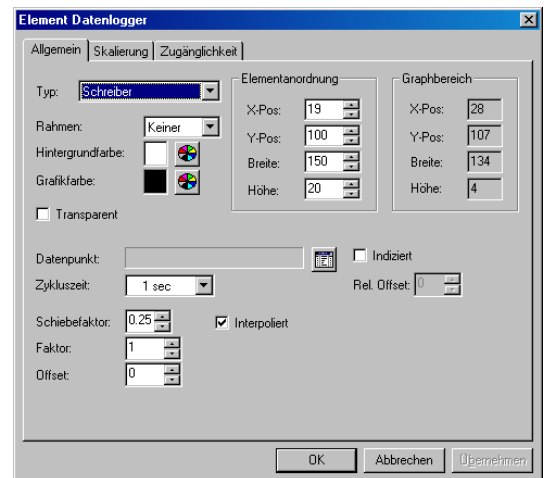 Element Datenlogger
Allgemein Skalierung Zugänglichkeit
Typ: Schreiber
Rahmen: Keiner
Hintergrundfarbe:
Grafikfarbe:
Transparent
Elementanordnung
X-Pos: 19
Y-Pos: 100
Breite: 150
Höhe: 20
Graphbereich
X-Pos: 28
Y-Pos: 107
Breite: 134
Höhe: 4
Datenpunkt:
Indiziert
Zykluszeit: 1 sec
Rel. Offset: 0
Schiebefaktor: 0.25
Interpoliert
Faktor: 1
Offset: 0
OK Abbrechen Übernehmen